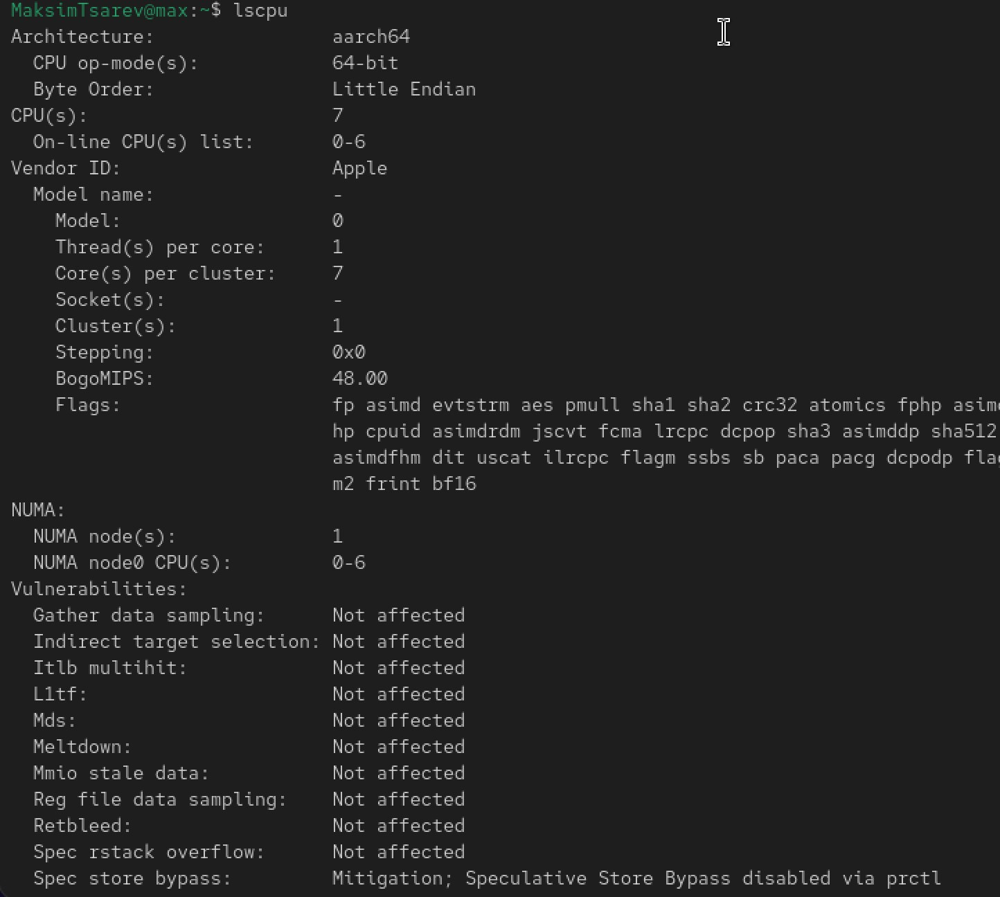 MaksimTsarev@max:~$ lscpu
Architecture: aarch64
CPU op-mode(s): 64-bit
Byte Order: Little Endian
CPU(s): 7
On-line CPU(s) list: 0-6
Vendor ID: Apple
Model name: -
Model: 0
Thread(s) per core: 1
Core(s) per cluster: 7
Socket(s): -
Cluster(s): 1
Stepping: 0x0
BogoMIPS: 48.00
Flags: fp asimd evtstrm aes pmull sha1 sha2 crc32 atomics fphp
hp cpuid asimdrdm jscvt fcma lrcpc dcpop sha3 asimddp sha512
asimdfhm dit uscat ilrcpc flagm ssbs sb paca pacg dcpodp
m2 frint bf16
NUMA:
NUMA node(s): 1
NUMA node0 CPU(s): 0-6
Vulnerabilities:
Gather data sampling: Not affected
Indirect target selection: Not affected
Itlb multihit: Not affected
L1tf: Not affected
Mds: Not affected
Meltdown: Not affected
Mmio stale data: Not affected
Reg file data sampling: Not affected
Retbleed: Not affected
Spec rstack overflow: Not affected
Spec store bypass: Mitigation; Speculative Store Bypass disabled via prctl